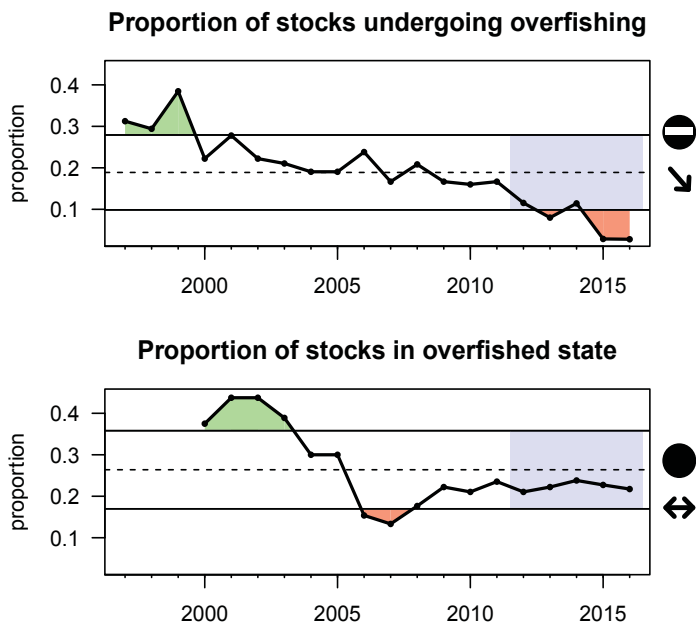 Proportion of stocks undergoing overfishing
proportion
0.4
0.3
0.2
0.1
2000 2005 2010 2015
Proportion of stocks in overfished state
proportion
0.4
0.3
0.2
0.1
2000 2005 2010 2015